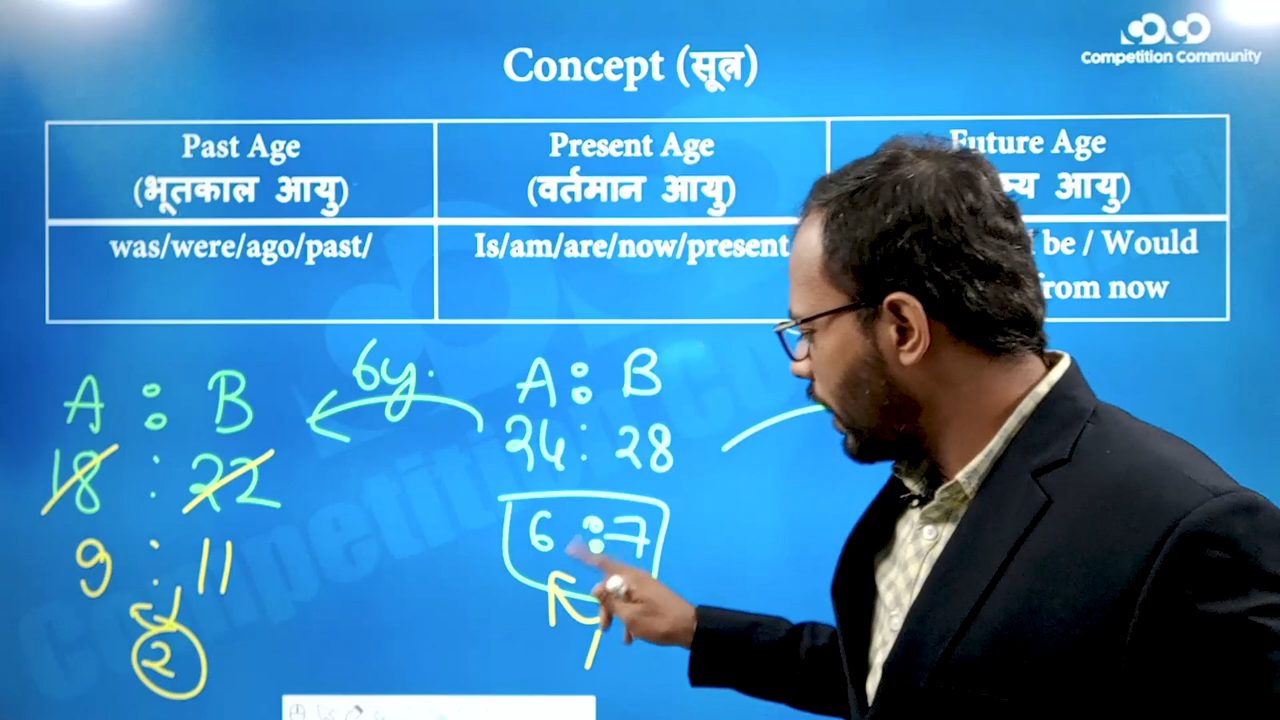 Competition Community
Concept (सूत्र)
Past Age
(भूतकाल आयु)
Present Age
(वर्तमान आयु)
Future Age
आयु)
was/were/ago/past/
Is/am/are/now/present
be / Would
from now
6y.
A : B
A : B
18 : 22
24 : 28
9 : 11
6 : 7
2